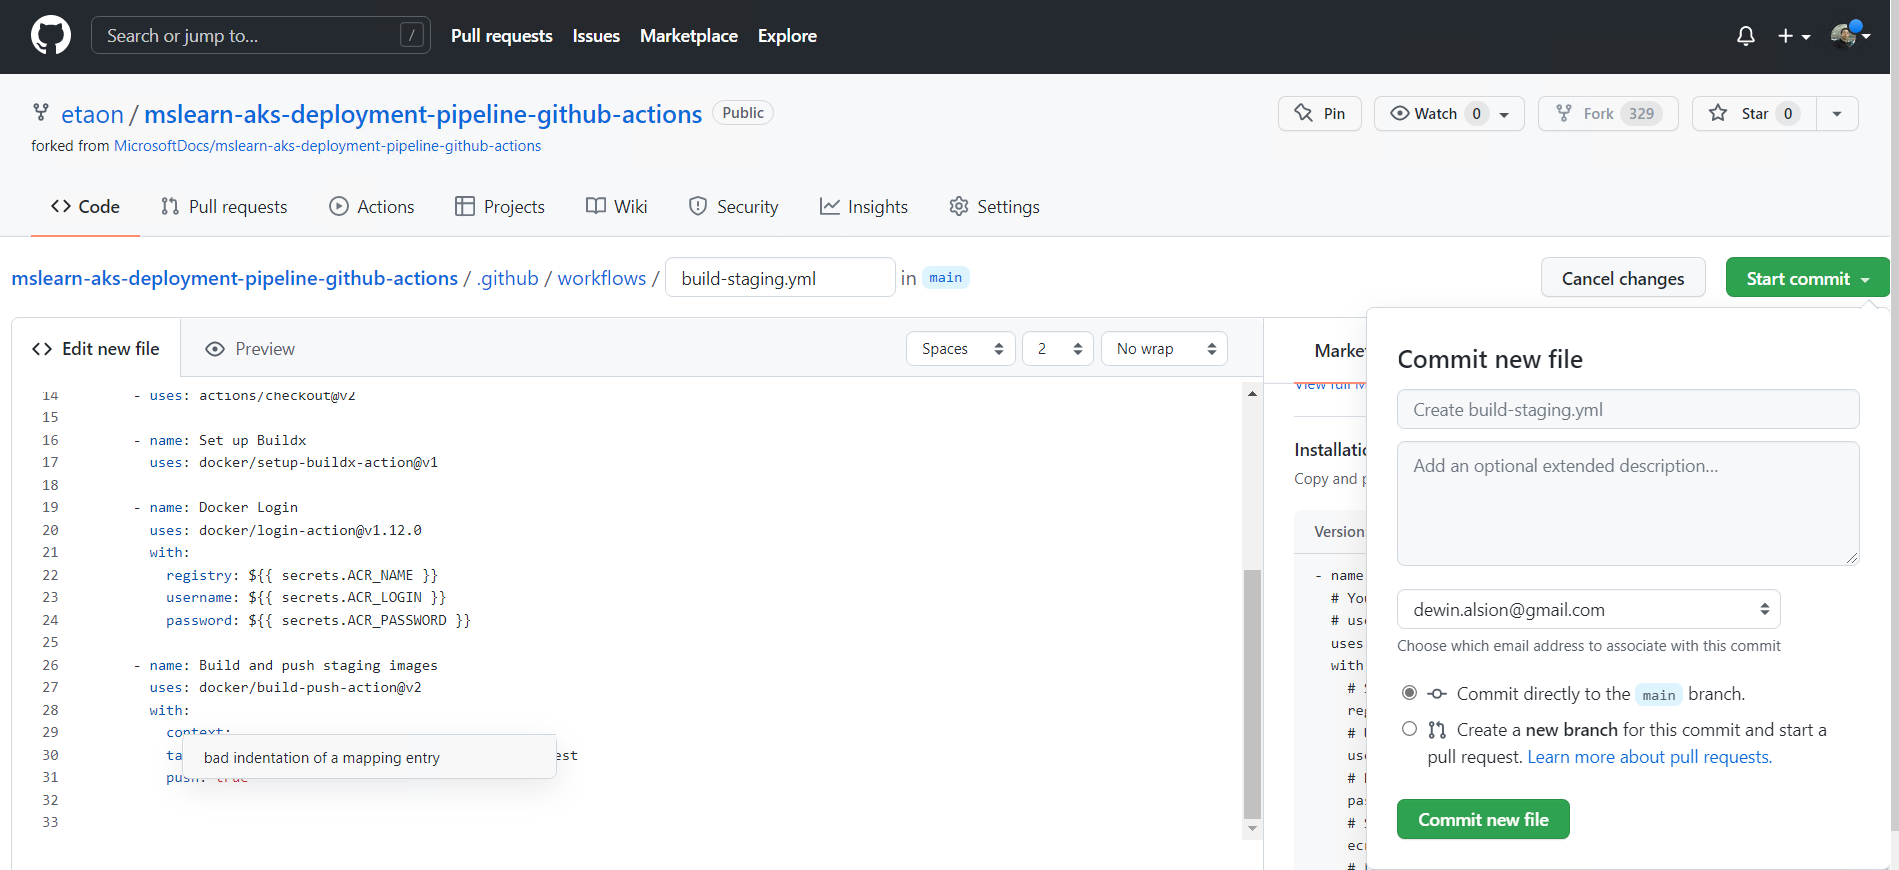 Search or jump to... /
Pull requests Issues Marketplace Explore
etaon / mslearn-aks-deployment-pipeline-github-actions Public
Pin Watch 0 Fork 329 Star 0
forked from MicrosoftDocs/mslearn-aks-deployment-pipeline-github-actions
Code Pull requests Actions Projects Wiki Security Insights Settings
mslearn-aks-deployment-pipeline-github-actions / .github / workflows / build-staging.yml in main
Cancel changes Start commit
Edit new file Preview Spaces 2 No wrap
14 - uses: actions/checkout@v2
15
16 - name: Set up Buildx
17 uses: docker/setup-buildx-action@v1
18
19 - name: Docker Login
20 uses: docker/login-action@v1.12.0
21 with:
22 registry: ${{ secrets.ACR_NAME }}
23 username: ${{ secrets.ACR_LOGIN }}
24 password: ${{ secrets.ACR_PASSWORD }}
25
26 - name: Build and push staging images
27 uses: docker/build-push-action@v2
28 with:
29 context:
30 ta est
bad indentation of a mapping entry
31 push: true
32
33
Marke
View full M
Installatio
Copy and p
Version
- name
# You
# use
uses
with
# S
reg
# U
use
# P
pas
# S
ecr
Commit new file
Create build-staging.yml
Add an optional extended description...
dewin.alsion@gmail.com
Choose which email address to associate with this commit
Commit directly to the main branch.
Create a new branch for this commit and start a
pull request. Learn more about pull requests.
Commit new file